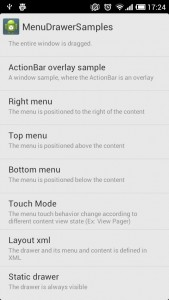 17:24
MenuDrawerSamples
The entire window is dragged.
ActionBar overlay sample
A window sample, where the ActionBar is an overlay
Right menu
The menu is positioned to the right of the content
Top menu
The menu is positioned above the content
Bottom menu
The menu is positioned below the content
Touch Mode
The menu touch behavior change according to
different content view state (Ex: View Pager)
Layout xml
The drawer and its menu and content is defined in
XML.
Static drawer
The drawer is always visible